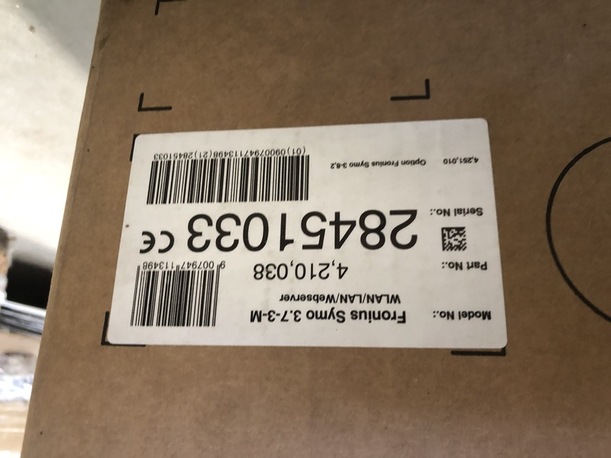 Model No.: Fronius Symo 3.7-3-M
WLAN/LAN/Webserver
Part No.: 4,210,038
9 007947 113498
Serial No.: 28451033 CE
4,251,010 Option Fronius Symo 3-8,2
(01)09007947113498(21)28451033